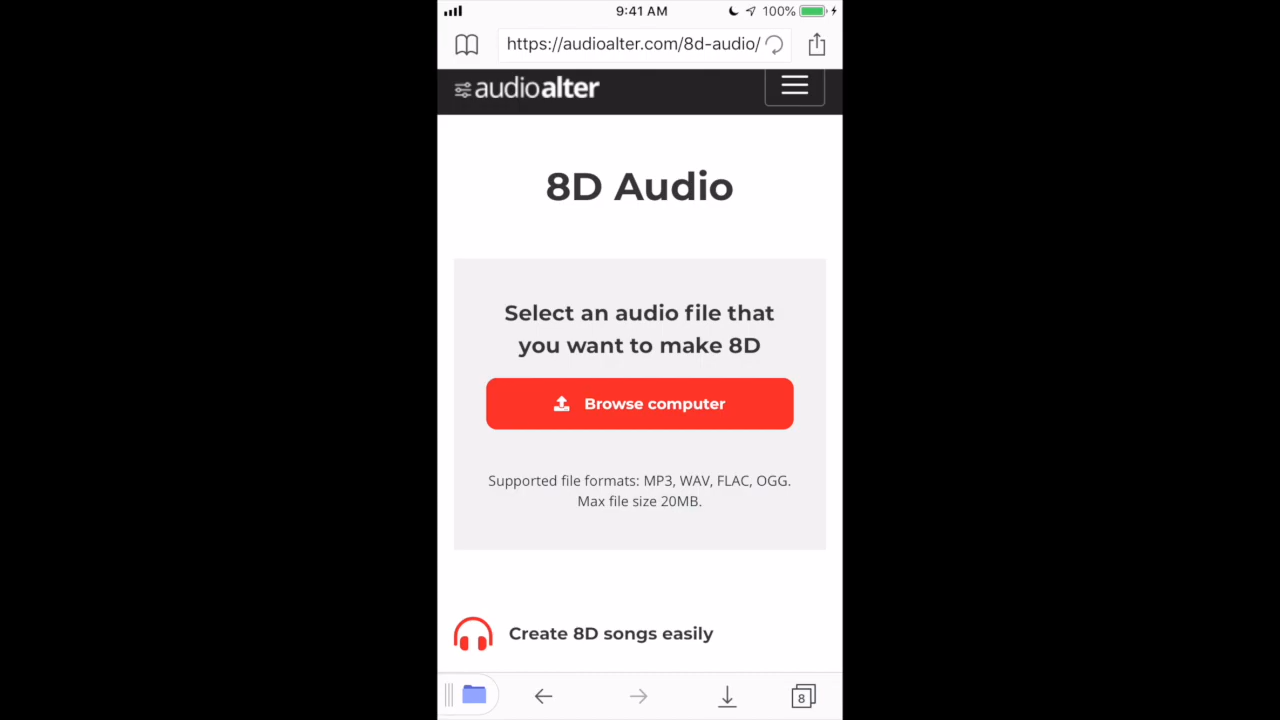 9:41 AM
100%
https://audioalter.com/8d-audio/
audioalter
8D Audio
Select an audio file that
you want to make 8D
Browse computer
Supported file formats: MP3, WAV, FLAC, OGG.
Max file size 20MB.
Create 8D songs easily
8